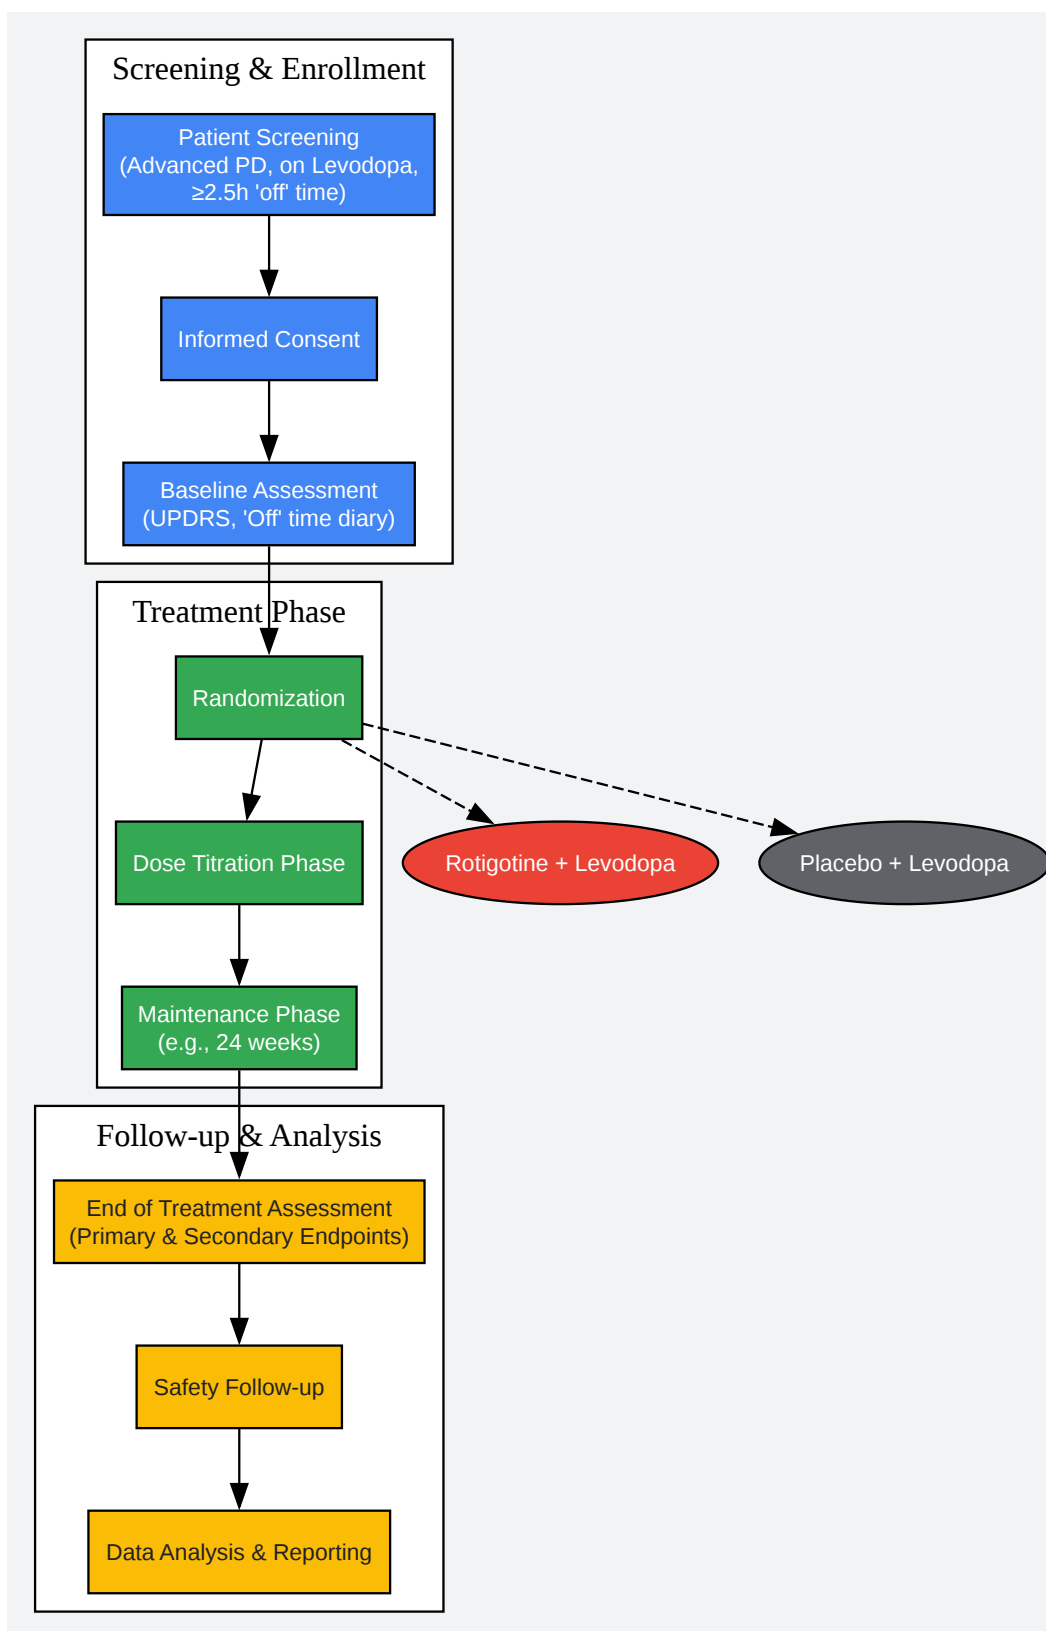 Screening & Enrollment
Patient Screening
(Advanced PD, on Levodopa,
≥2.5h 'off' time)
Informed Consent
Baseline Assessment
(UPDRS, 'Off' time diary)
Treatment Phase
Randomization
Dose Titration Phase
Rotigotine + Levodopa
Placebo + Levodopa
Maintenance Phase
(e.g., 24 weeks)
Follow-up & Analysis
End of Treatment Assessment
(Primary & Secondary Endpoints)
Safety Follow-up
Data Analysis & Reporting